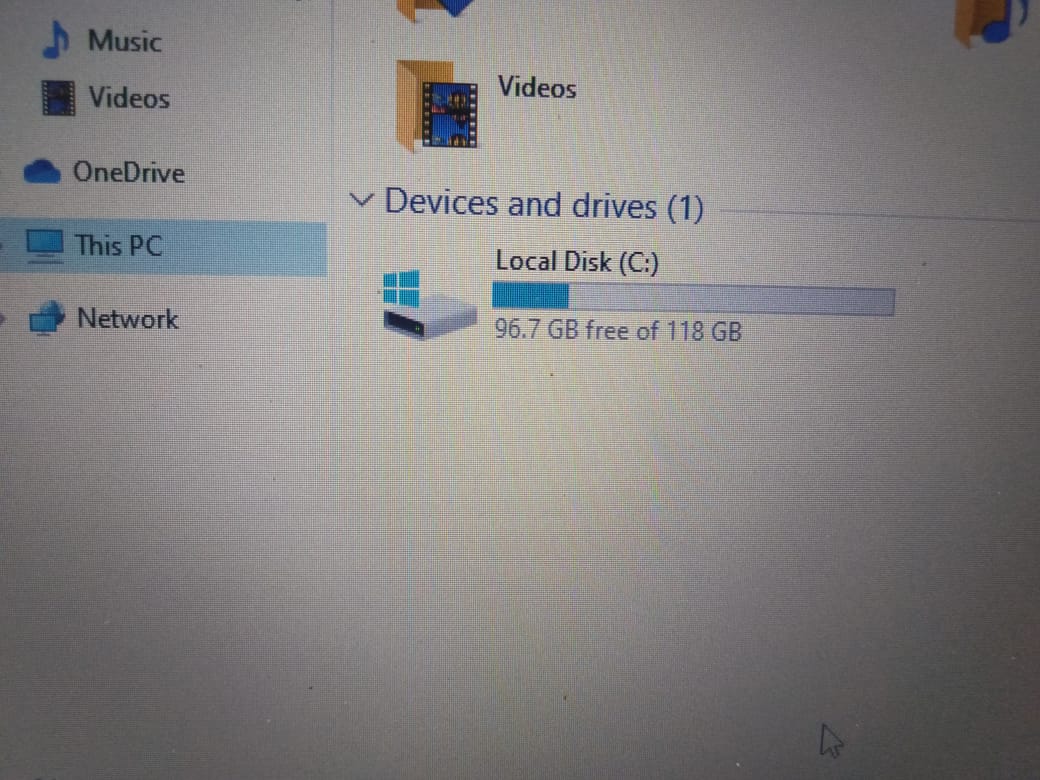 Music
Videos
OneDrive
This PC
Network
Videos
Devices and drives (1)
Local Disk (C:)
96.7 GB free of 118 GB